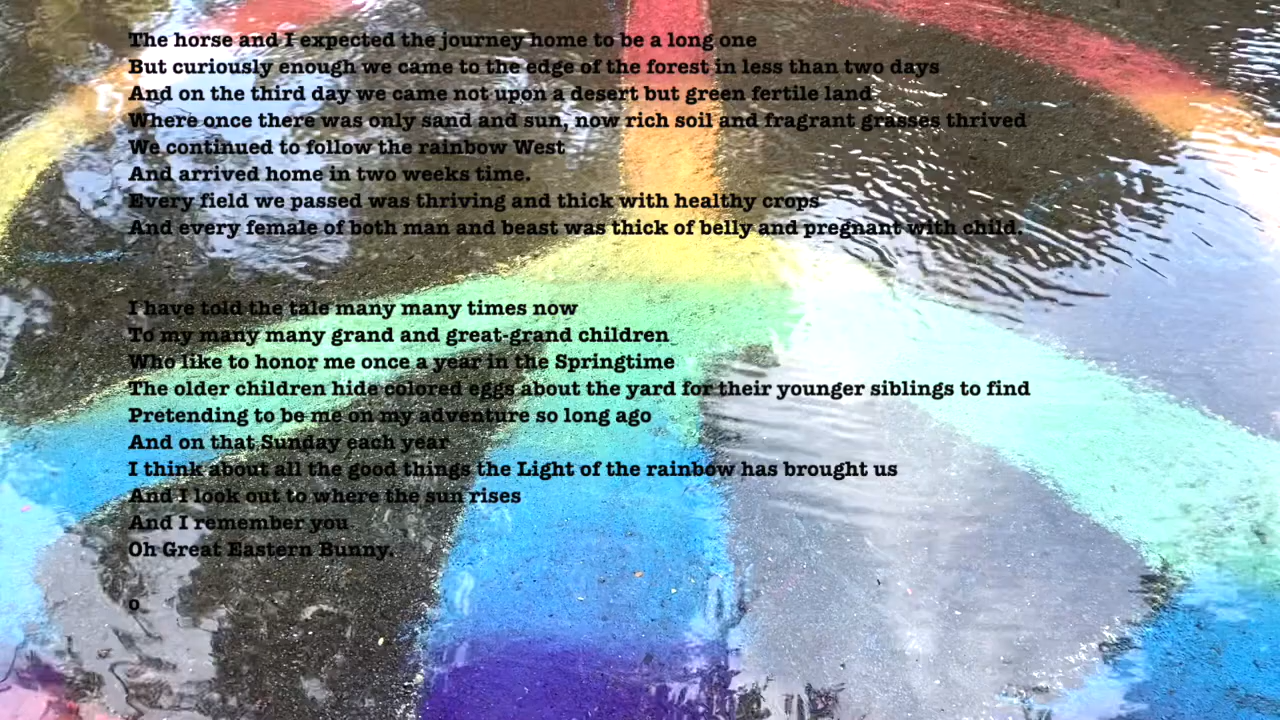 The horse and I expected the journey home to be a long one
But curiously enough we came to the edge of the forest in less than two days
And on the third day we came not upon a desert but green fertile land
Where once there was only sand and sun, now rich soil and fragrant grasses thrived
We continued to follow the rainbow West
And arrived home in two weeks time.
Every field we passed was thriving and thick with healthy crops
And every female of both man and beast was thick of belly and pregnant with child.
I have told the tale many many times now
To my many many grand and great-grand children
Who like to honor me once a year in the Springtime
The older children hide colored eggs about the yard for their younger siblings to find
Pretending to be me on my adventure so long ago
And on that Sunday each year
I think about all the good things the Light of the rainbow has brought us
And I look out to where the sun rises
And I remember you
Oh Great Eastern Bunny.
o